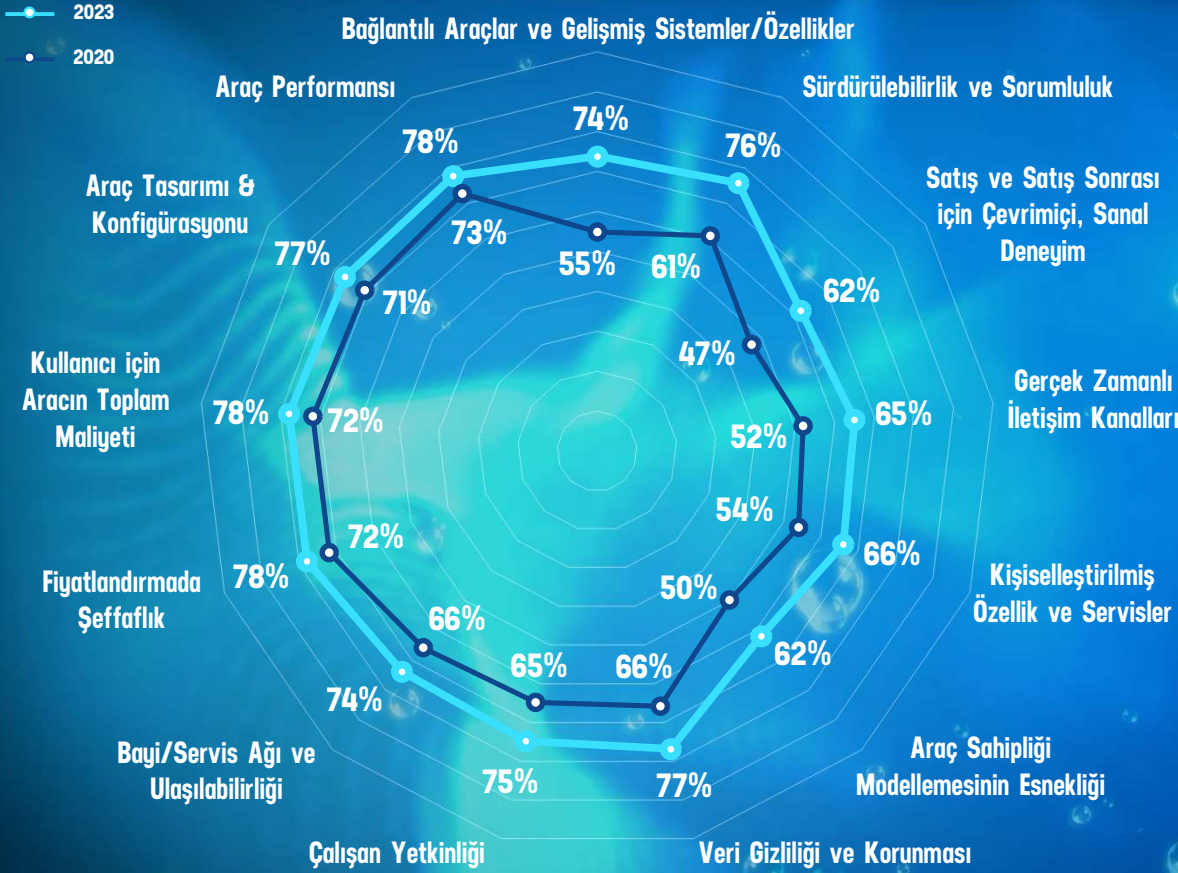 2023
2020
Bağlantılı Araçlar ve Gelişmiş Sistemler/Özellikler
Araç Performansı
Sürdürülebilirlik ve Sorumluluk
78%
74%
76%
Araç Tasarımı &
Konfigürasyonu
Satış ve Satış Sonrası
için Çevrimiçi, Sanal
Deneyim
73%
55%
61%
77%
71%
62%
47%
Kullanıcı için
Aracın Toplam
Maliyeti
78%
72%
52%
65%
Gerçek Zamanlı
İletişim Kanalları
54%
72%
78%
66%
50%
Fiyatlandırmada
Şeffaflık
Kişiselleştirilmiş
Özellik ve Servisler
66%
65%
66%
62%
74%
Bayi/Servis Ağı ve
Ulaşılabilirliği
75%
77%
Araç Sahipliği
Modellemesinin Esnekliği
Çalışan Yetkinliği
Veri Gizliliği ve Korunması